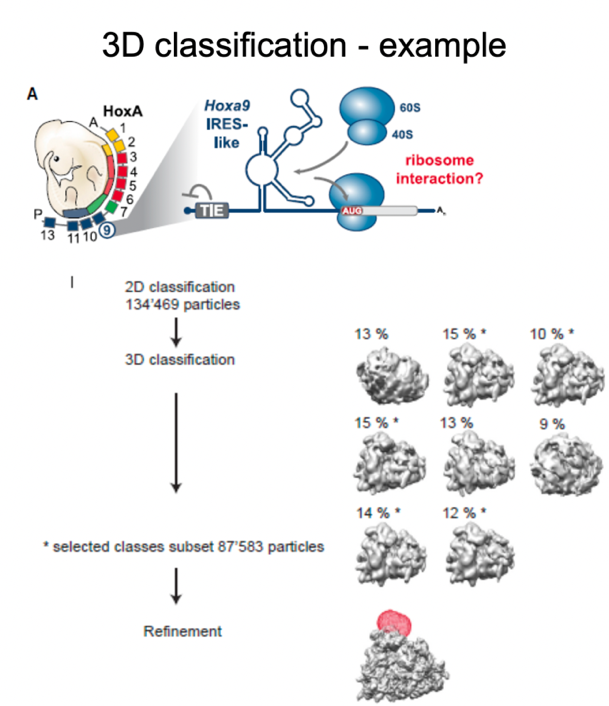 3D classification - example
A
HoxA
A
1
2
3
4
5
6
7
P
13
11
10
9
Hoxa9
IRES-
like
60S
40S
ribosome
interaction?
TIE
AUG
I
2D classification
134'469 particles
3D classification
13 %
15 % *
10 % *
15 % *
13 %
9 %
14 % *
12 % *
* selected classes subset 87'583 particles
Refinement